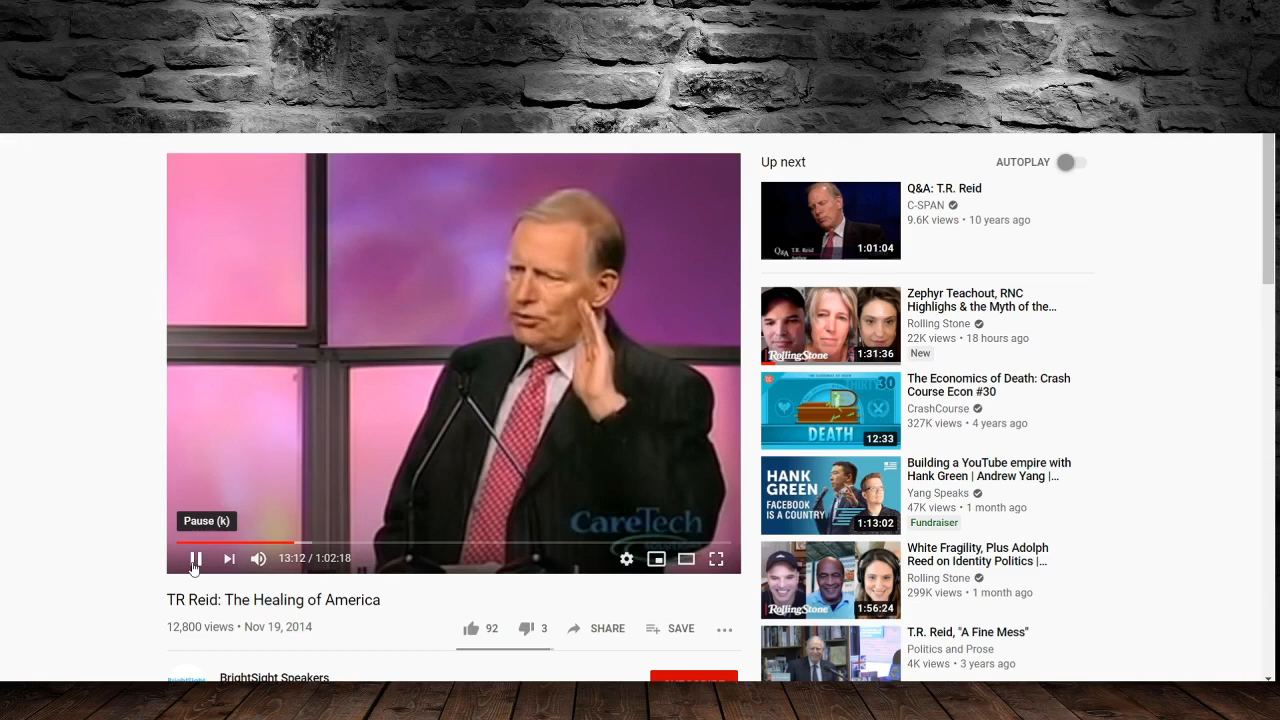 CareTech
Pause (k)
13:12 / 1:02:18
TR Reid: The Healing of America
12,800 views • Nov 19, 2014
92
3
SHARE
SAVE
BrightSight Speakers
Up next
AUTOPLAY
Q&A T.R. Reid
1:01:04
Q&A: T.R. Reid
C-SPAN
9.6K views • 10 years ago
RollingStone
1:31:36
Zephyr Teachout, RNC
Highlighs & the Myth of the…
Rolling Stone
22K views • 18 hours ago
New
30
DEATH
12:33
The Economics of Death: Crash
Course Econ #30
CrashCourse
327K views • 4 years ago
HANK
GREEN
FACEBOOK
IS A COUNTRY
1:13:02
Building a YouTube empire with
Hank Green | Andrew Yang |…
Yang Speaks
47K views • 1 month ago
Fundraiser
RollingStone
1:56:24
White Fragility, Plus Adolph
Reed on Identity Politics |…
Rolling Stone
299K views • 1 month ago
T.R. Reid, "A Fine Mess"
Politics and Prose
4K views • 3 years ago